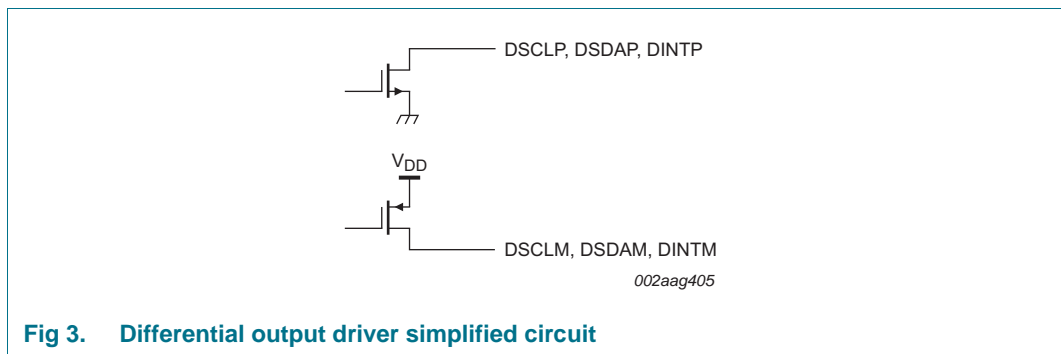 DSCLP, DSDAP, DINTP
VDD
DSCLM, DSDAM, DINTM
002aag405
Fig 3. Differential output driver simplified circuit